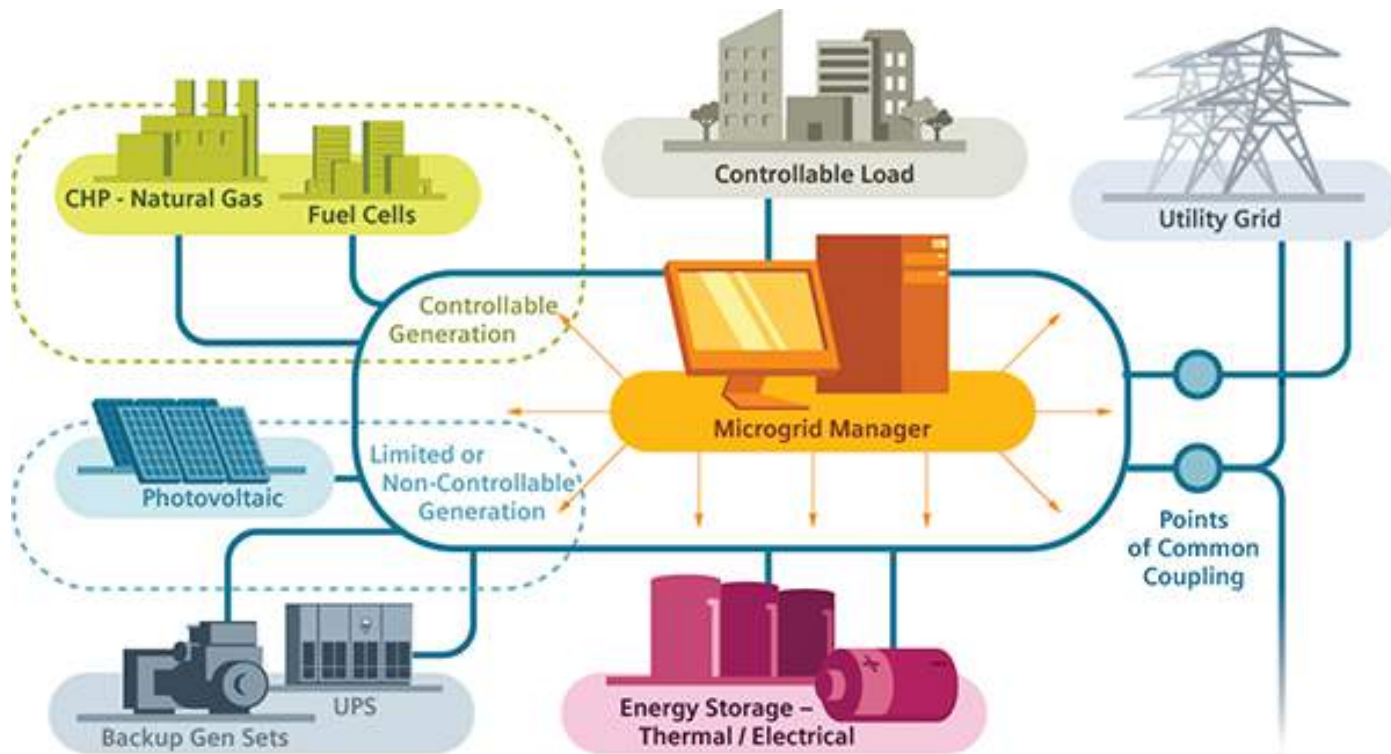 CHP - Natural Gas
Fuel Cells
Controllable Load
Utility Grid
Controllable
Generation
Microgrid Manager
Photovoltaic
Limited or
Non-Controllable
Generation
Points
of Common
Coupling
UPS
Backup Gen Sets
Energy Storage –
Thermal / Electrical